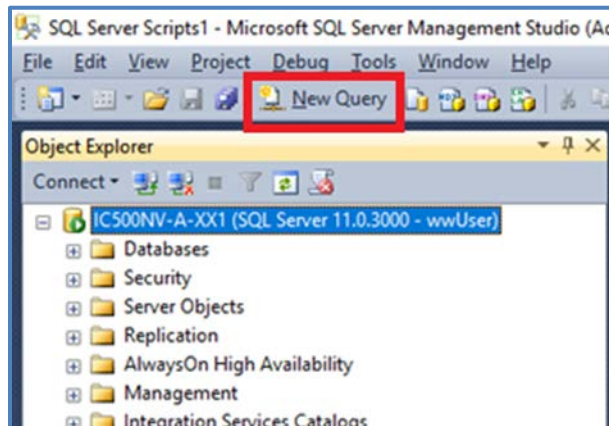 SQL Server Scripts1 - Microsoft SQL Server Management Studio (Ad
File Edit View Project Debug Tools Window Help
New Query
Object Explorer
Connect
IC500NV-A-XX1 (SQL Server 11.0.3000 - wwUser)
Databases
Security
Server Objects
Replication
AlwaysOn High Availability
Management
Integration Services Catalogs